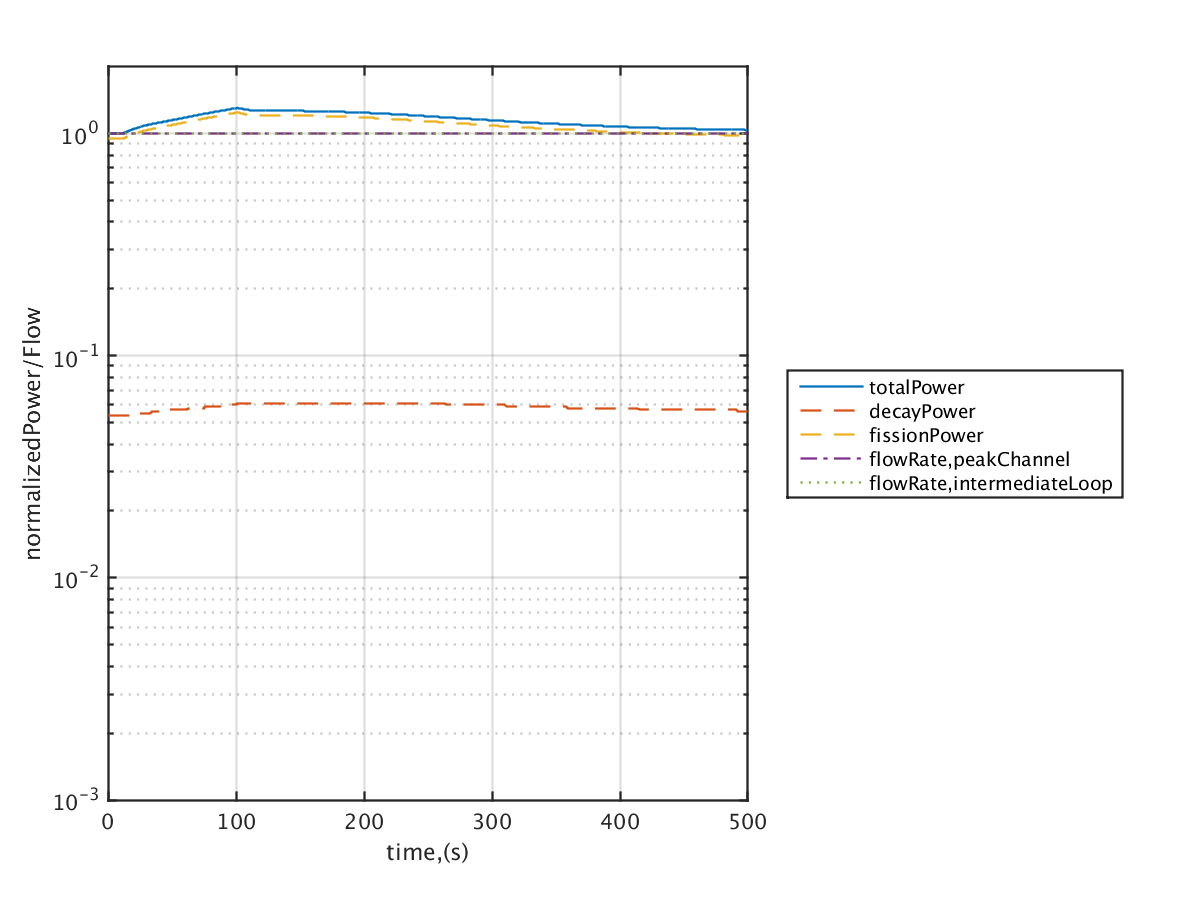 normalizedPower/Flow
10^0
10^-1
10^-2
10^-3
0 100 200 300 400 500
time,(s)
totalPower
decayPower
fissionPower
flowRate,peakChannel
flowRate,intermediateLoop